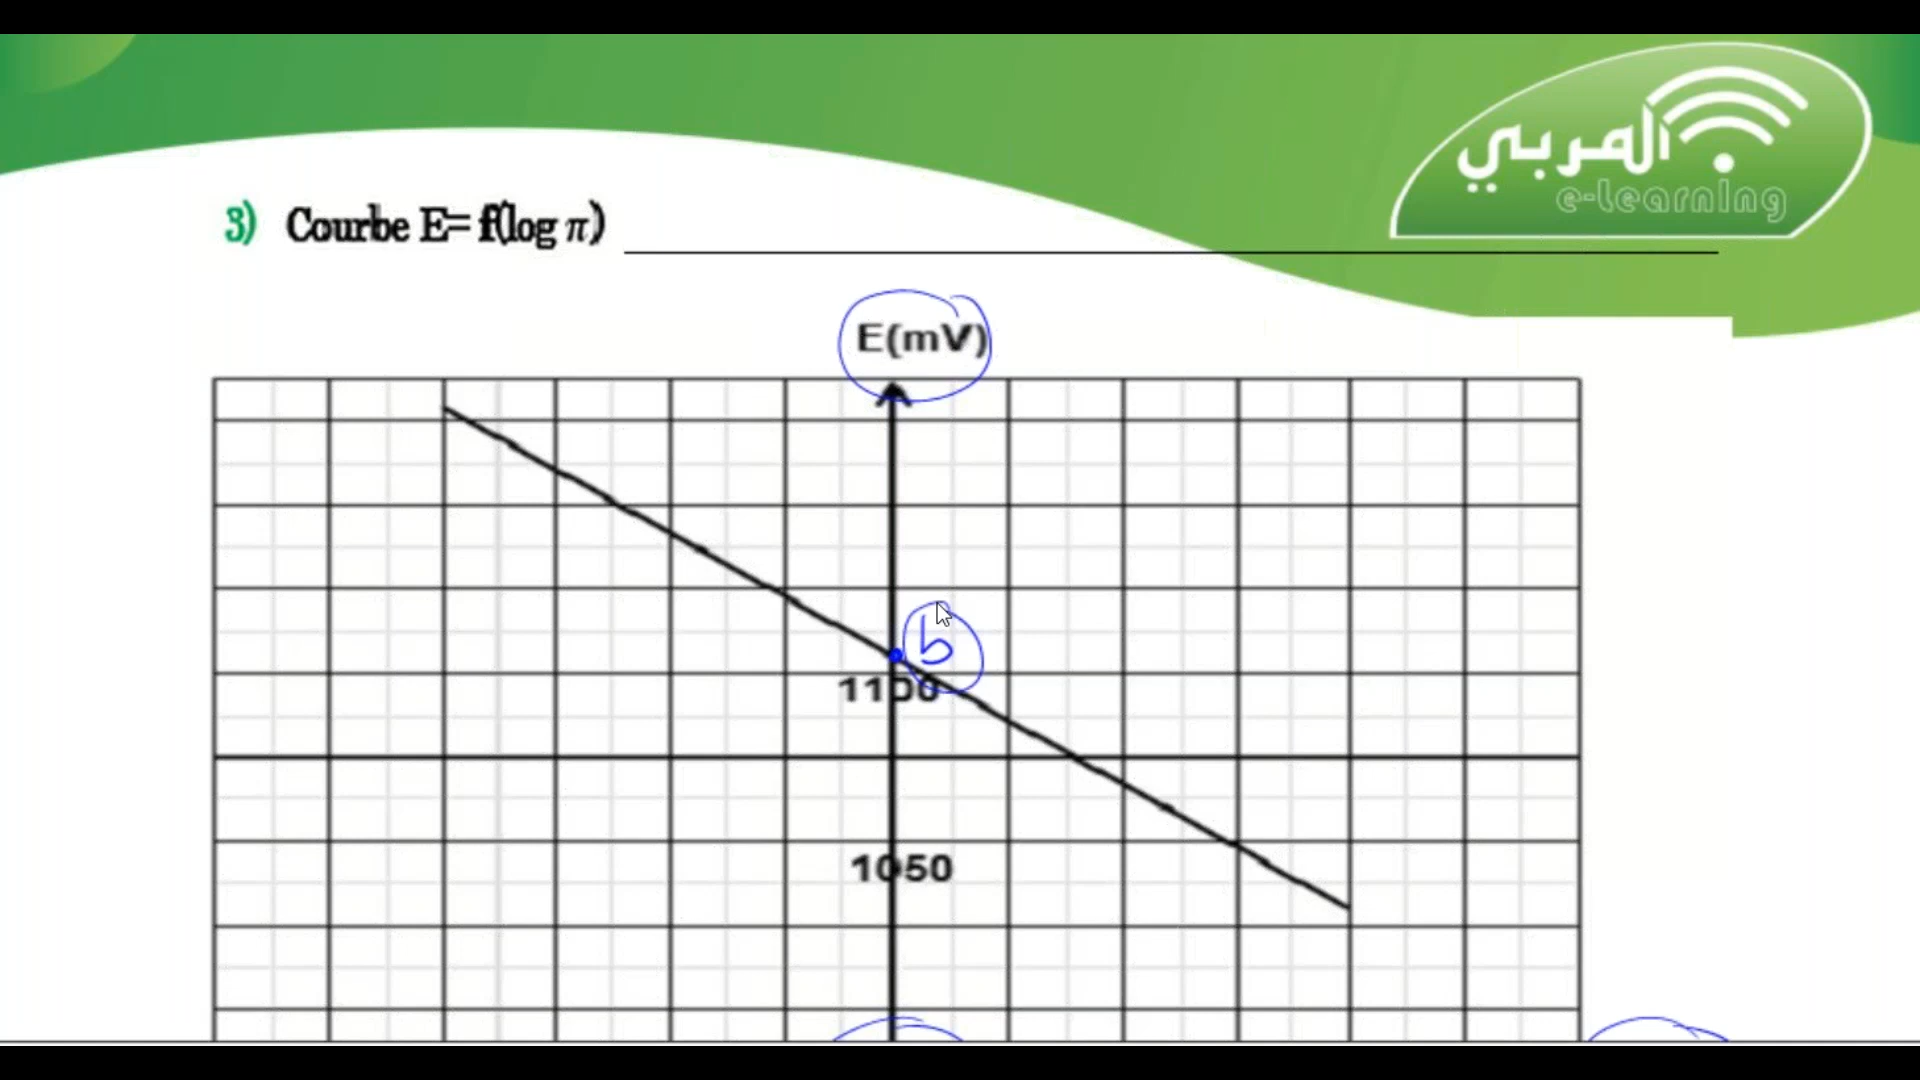 المربي
e-learning
3) Courbe E= f(log π)
E(mV)
b
1100
1050